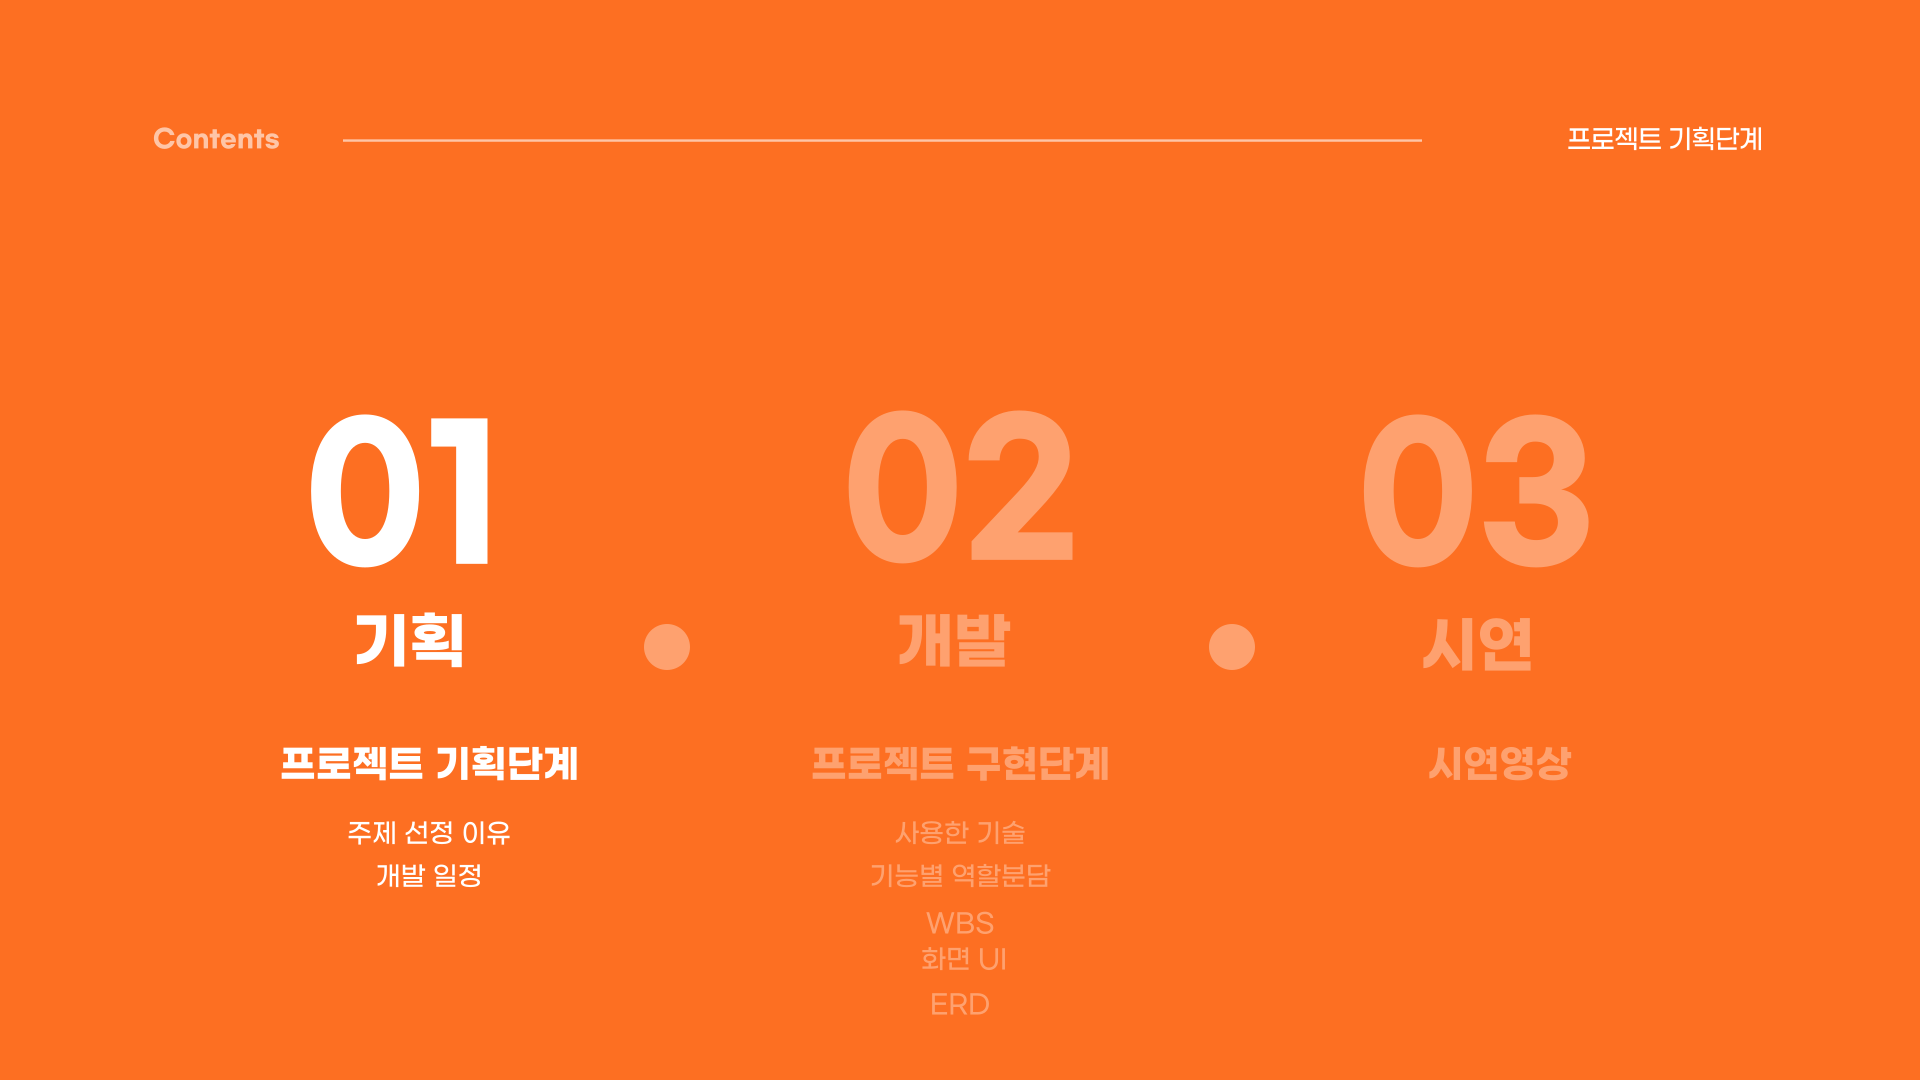 Contents
프로젝트 기획단계
01
기획
프로젝트 기획단계
주제 선정 이유
개발 일정
02
개발
프로젝트 구현단계
사용한 기술
기능별 역할분담
WBS
화면 UI
ERD
03
시연
시연영상